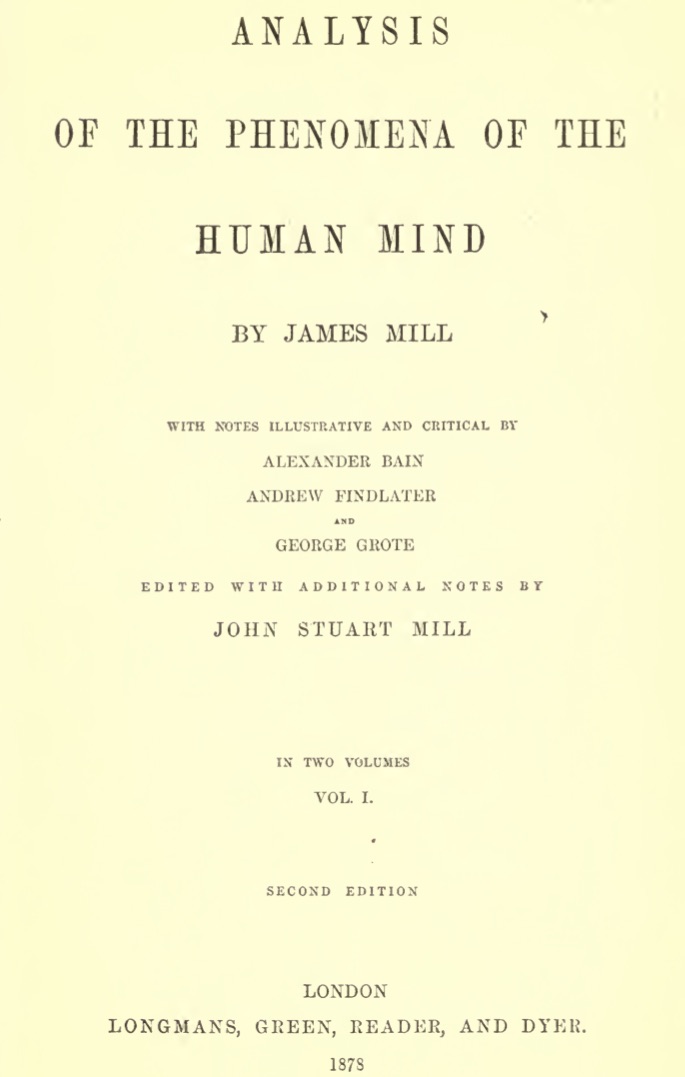 ANALYSIS
OF THE PHENOMENA OF THE
HUMAN MIND
BY JAMES MILL
WITH NOTES ILLUSTRATIVE AND CRITICAL BY
ALEXANDER BAIN
ANDREW FINDLATER
AND
GEORGE GROTE
EDITED WITH ADDITIONAL NOTES BY
JOHN STUART MILL
IN TWO VOLUMES
VOL. I.
SECOND EDITION
LONDON
LONGMANS, GREEN, READER, AND DYER.
1878